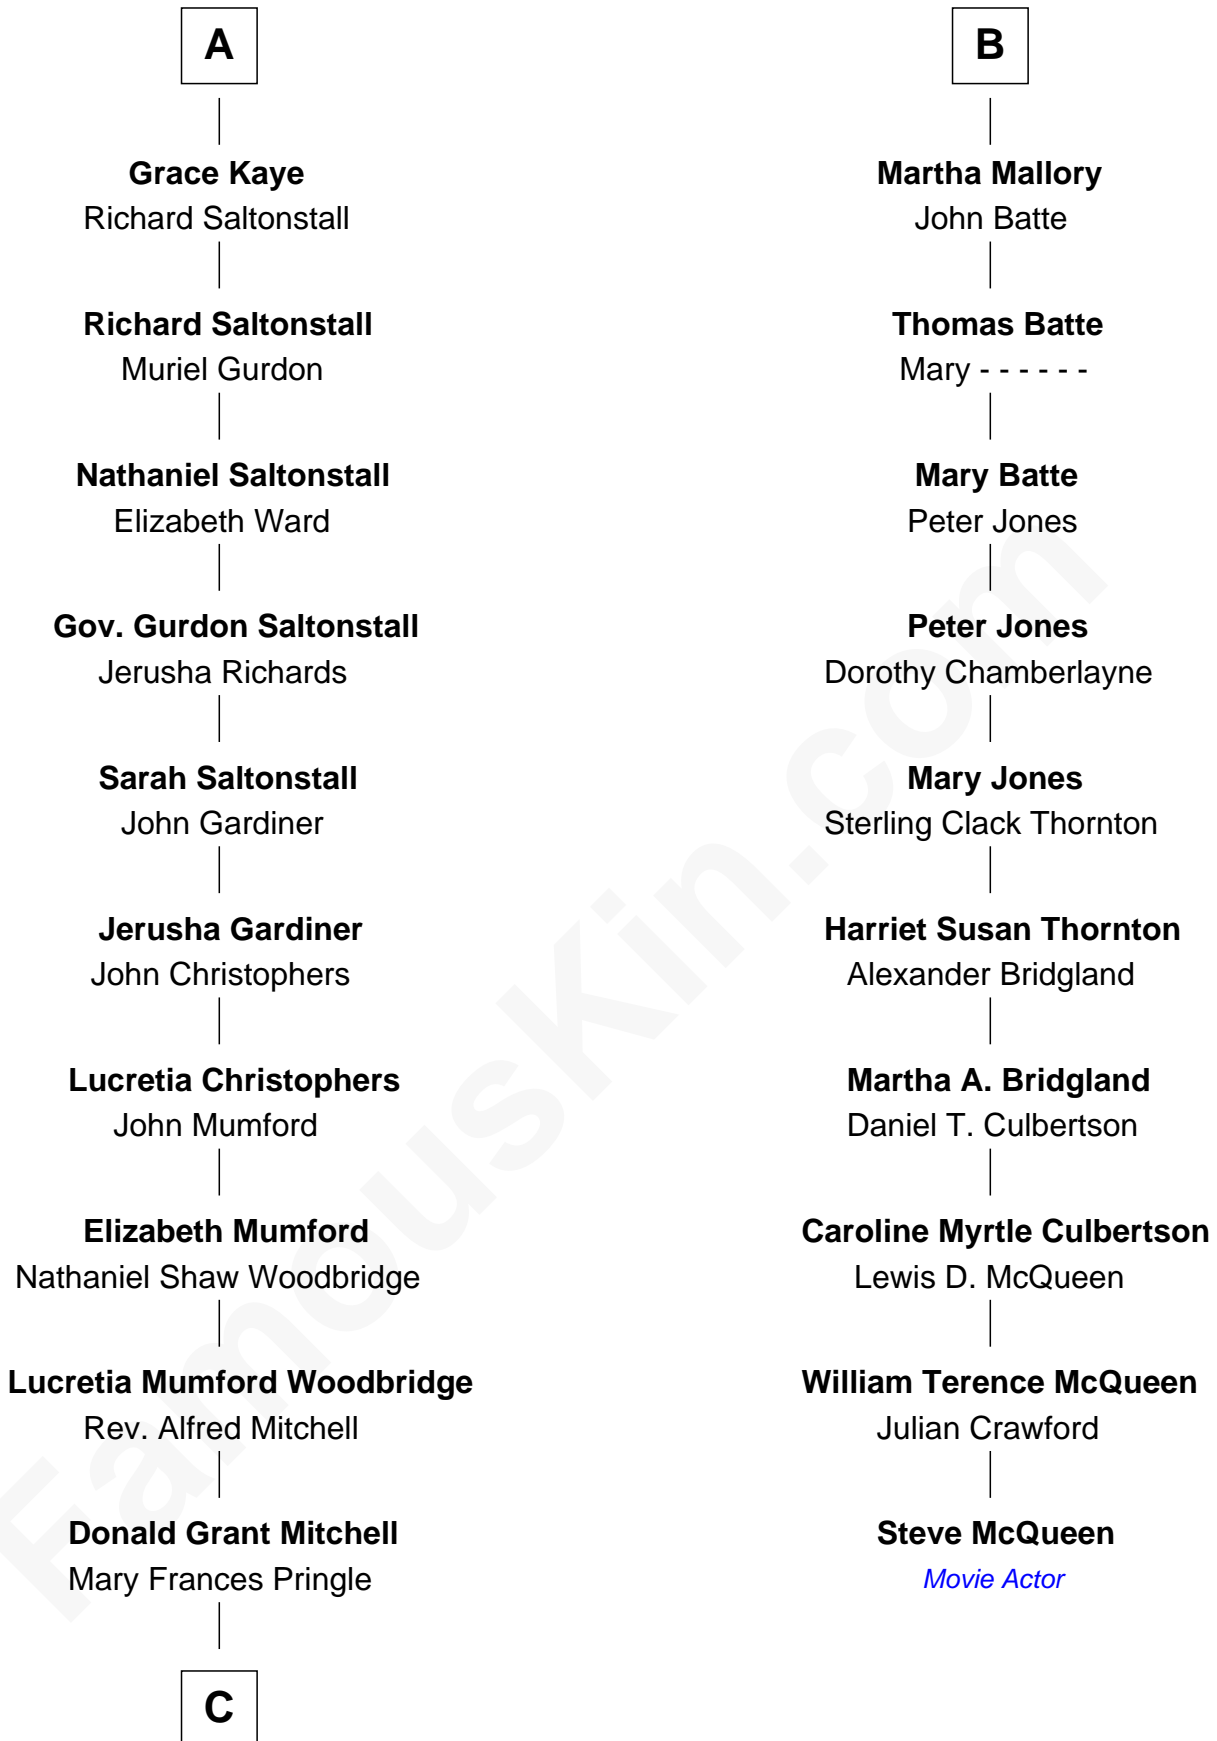 A
Grace Kaye
Richard Saltonstall
Richard Saltonstall
Muriel Gurdon
Nathaniel Saltonstall
Elizabeth Ward
Gov. Gurdon Saltonstall
Jerusha Richards
Sarah Saltonstall
John Gardiner
Jerusha Gardiner
John Christophers
Lucretia Christophers
John Mumford
Elizabeth Mumford
Nathaniel Shaw Woodbridge
Lucretia Mumford Woodbridge
Rev. Alfred Mitchell
Donald Grant Mitchell
Mary Frances Pringle
C
B
Martha Mallory
John Batte
Thomas Batte
Mary - - - - - -
Mary Batte
Peter Jones
Peter Jones
Dorothy Chamberlayne
Mary Jones
Sterling Clack Thornton
Harriet Susan Thornton
Alexander Bridgland
Martha A. Bridgland
Daniel T. Culbertson
Caroline Myrtle Culbertson
Lewis D. McQueen
William Terence McQueen
Julian Crawford
Steve McQueen
Movie Actor
FamousKin.com